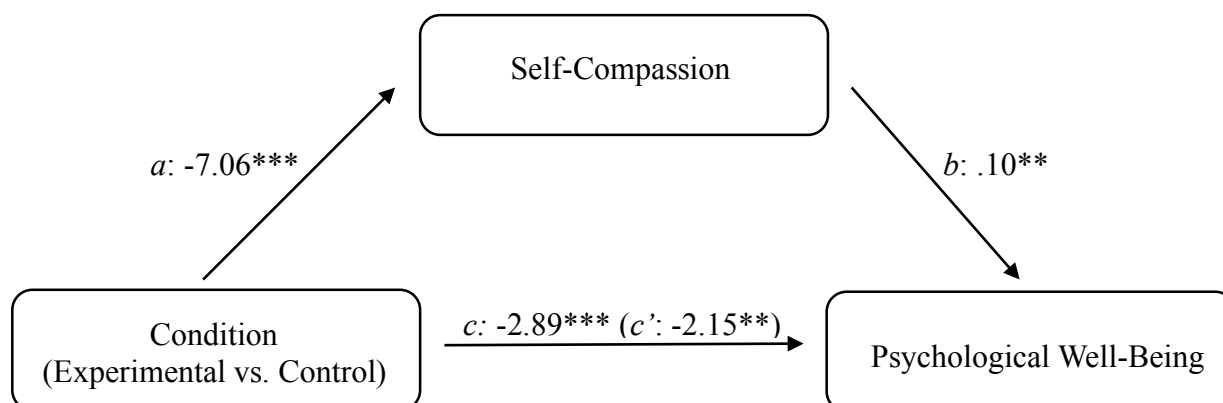 Self-Compassion
a: -7.06***
b: .10**
c: -2.89*** (c’: -2.15**)
Condition
(Experimental vs. Control)
Psychological Well-Being